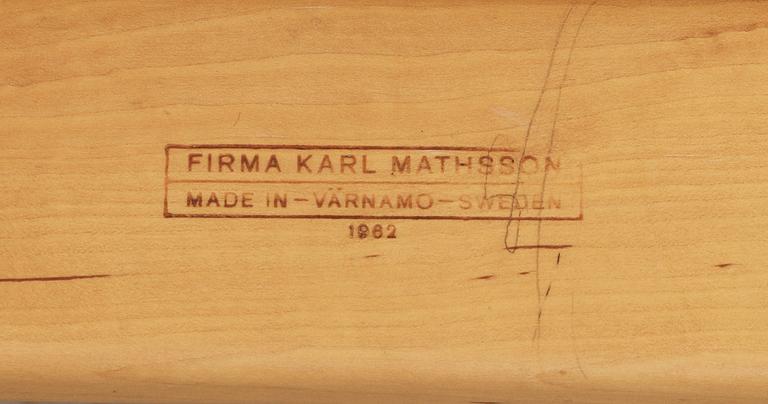 FIRMA KARL MATHSSON
MADE IN-VÄRNAMO-SWEDEN
1962